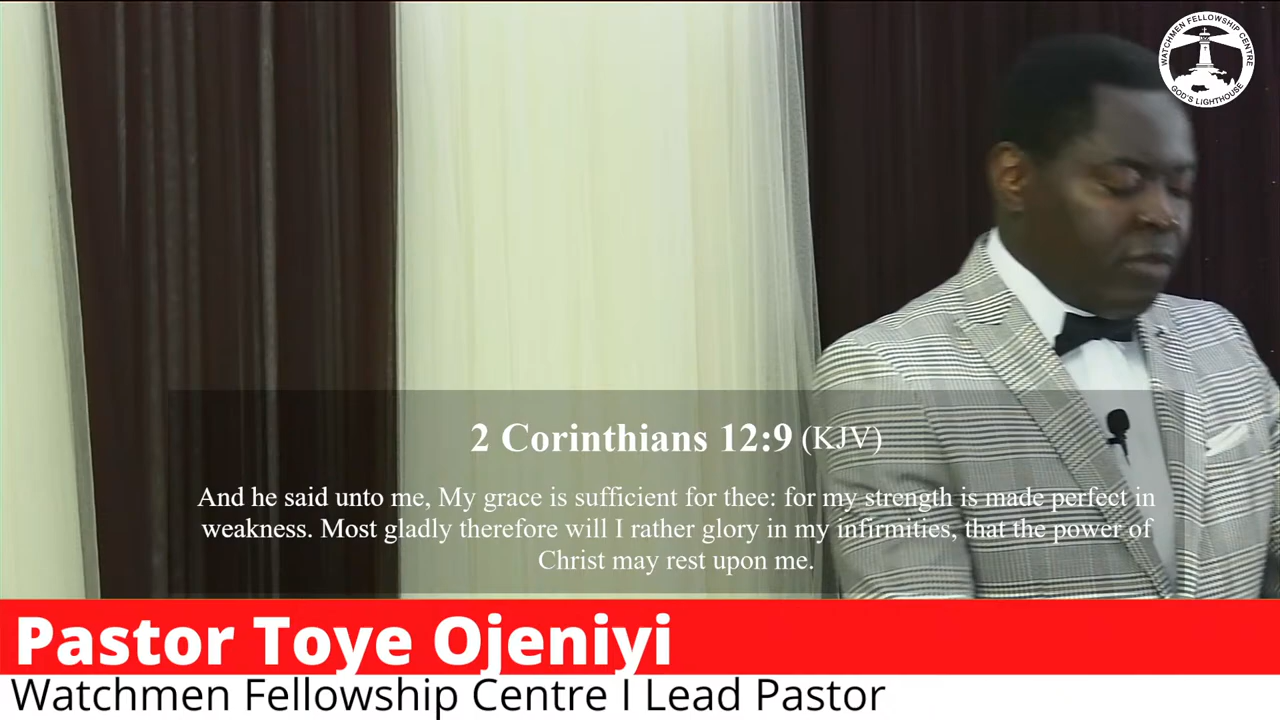 WATCHMEN FELLOWSHIP CENTRE
GOD'S LIGHTHOUSE
2 Corinthians 12:9 (KJV)
And he said unto me, My grace is sufficient for thee: for my strength is made perfect in
weakness. Most gladly therefore will I rather glory in my infirmities, that the power of
Christ may rest upon me.
Pastor Toye Ojeniyi
Watchmen Fellowship Centre I Lead Pastor